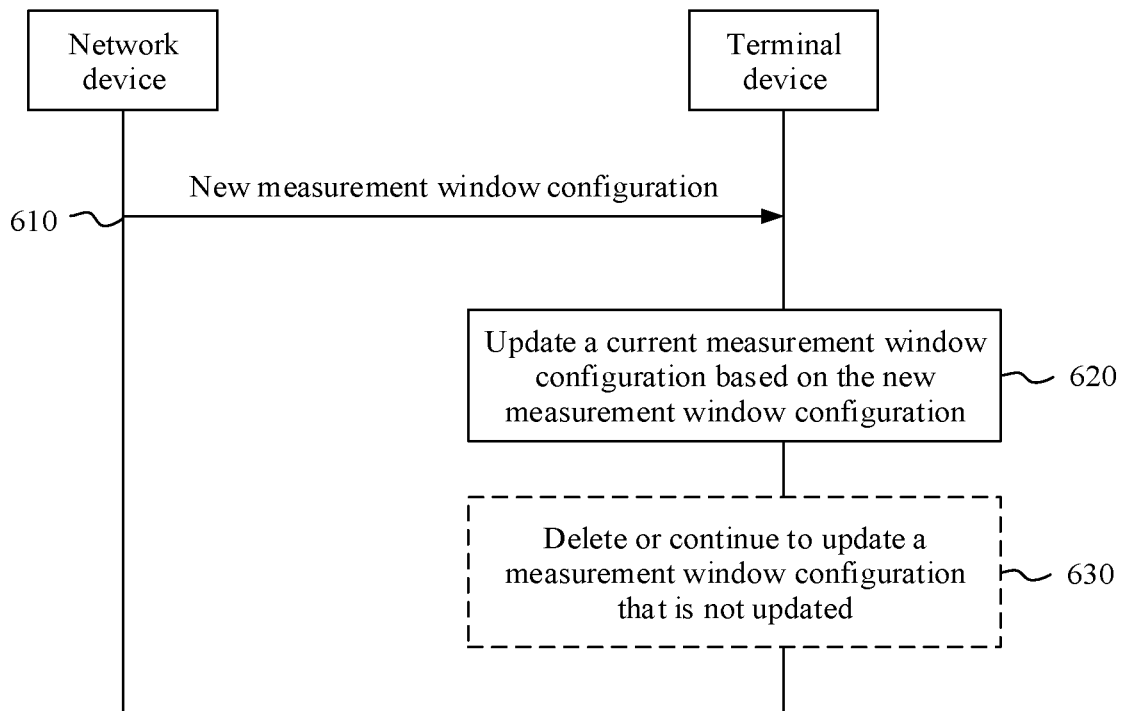 Network
device
Terminal
device
New measurement window configuration
610
Update a current measurement window
configuration based on the new
measurement window configuration
620
Delete or continue to update a
measurement window configuration
that is not updated
630